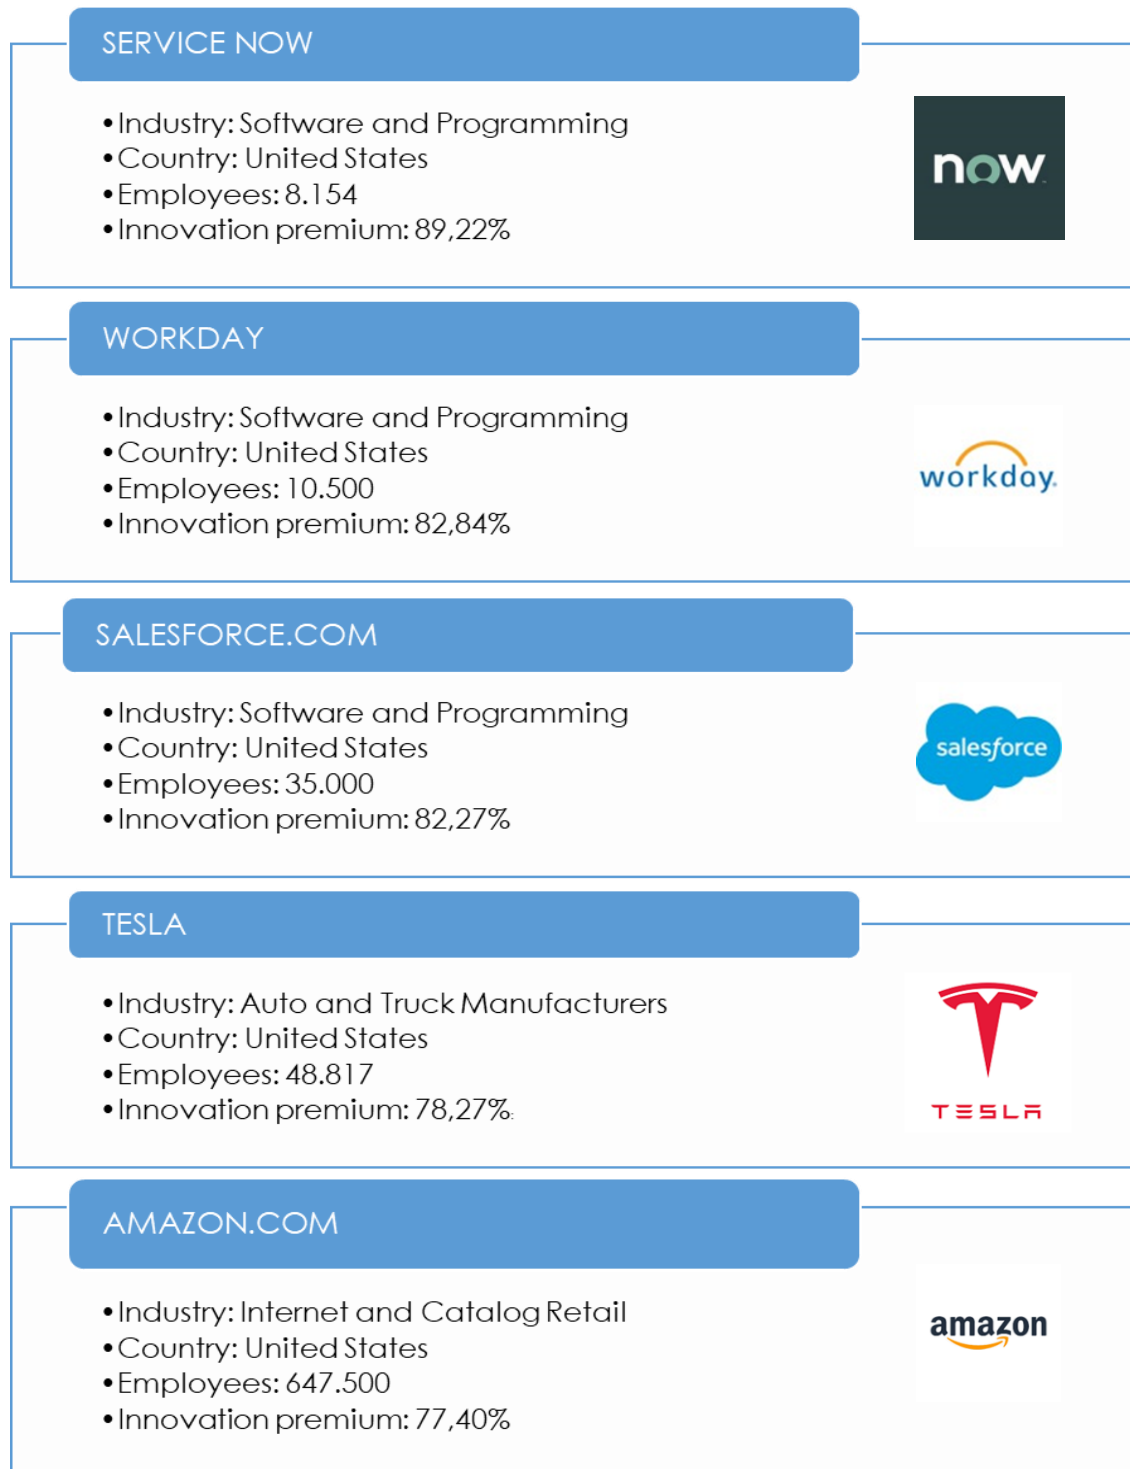 SERVICE NOW
•Industry: Software and Programming
•Country: United States
•Employees: 8.154
•Innovation premium: 89,22%
now
WORKDAY
•Industry: Software and Programming
•Country: United States
•Employees: 10.500
•Innovation premium: 82,84%
workday.
SALESFORCE.COM
•Industry: Software and Programming
•Country: United States
•Employees: 35.000
•Innovation premium: 82,27%
salesforce
TESLA
•Industry: Auto and Truck Manufacturers
•Country: United States
•Employees: 48.817
•Innovation premium: 78,27%:
TESLA
AMAZON.COM
•Industry: Internet and Catalog Retail
•Country: United States
•Employees: 647.500
•Innovation premium: 77,40%
amazon